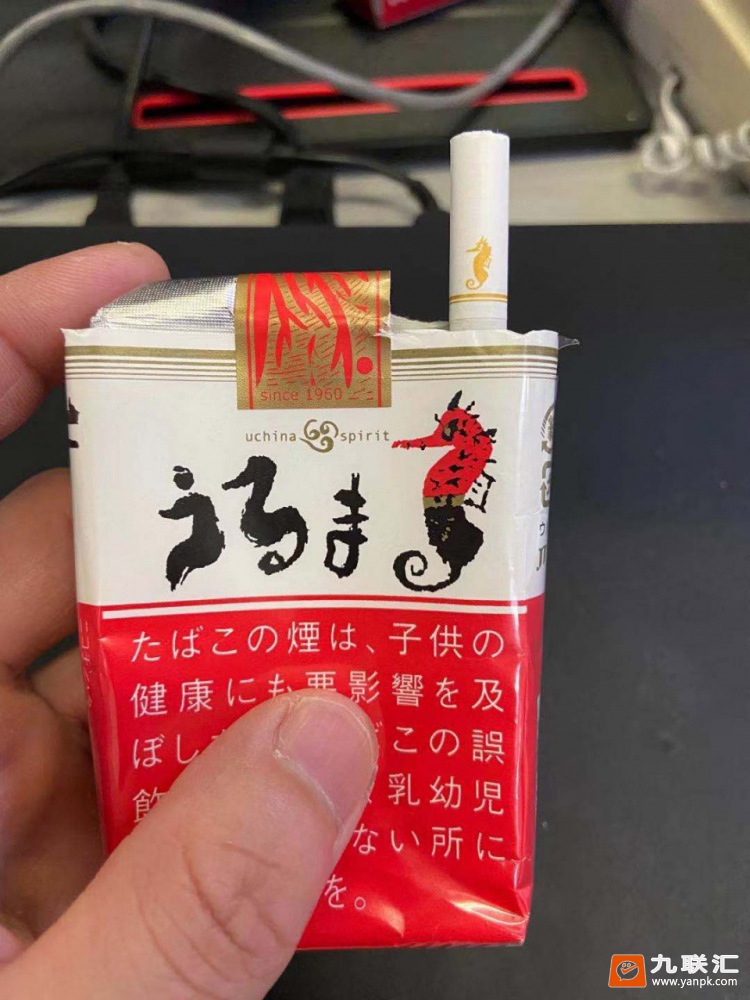 since 1960
uchina spirit
うるま
たばこの煙は、子供の
健康にも悪影響を及
ぼし
この誤
飲
乳幼児
ない所に
を。
九联汇
www.yanpk.com